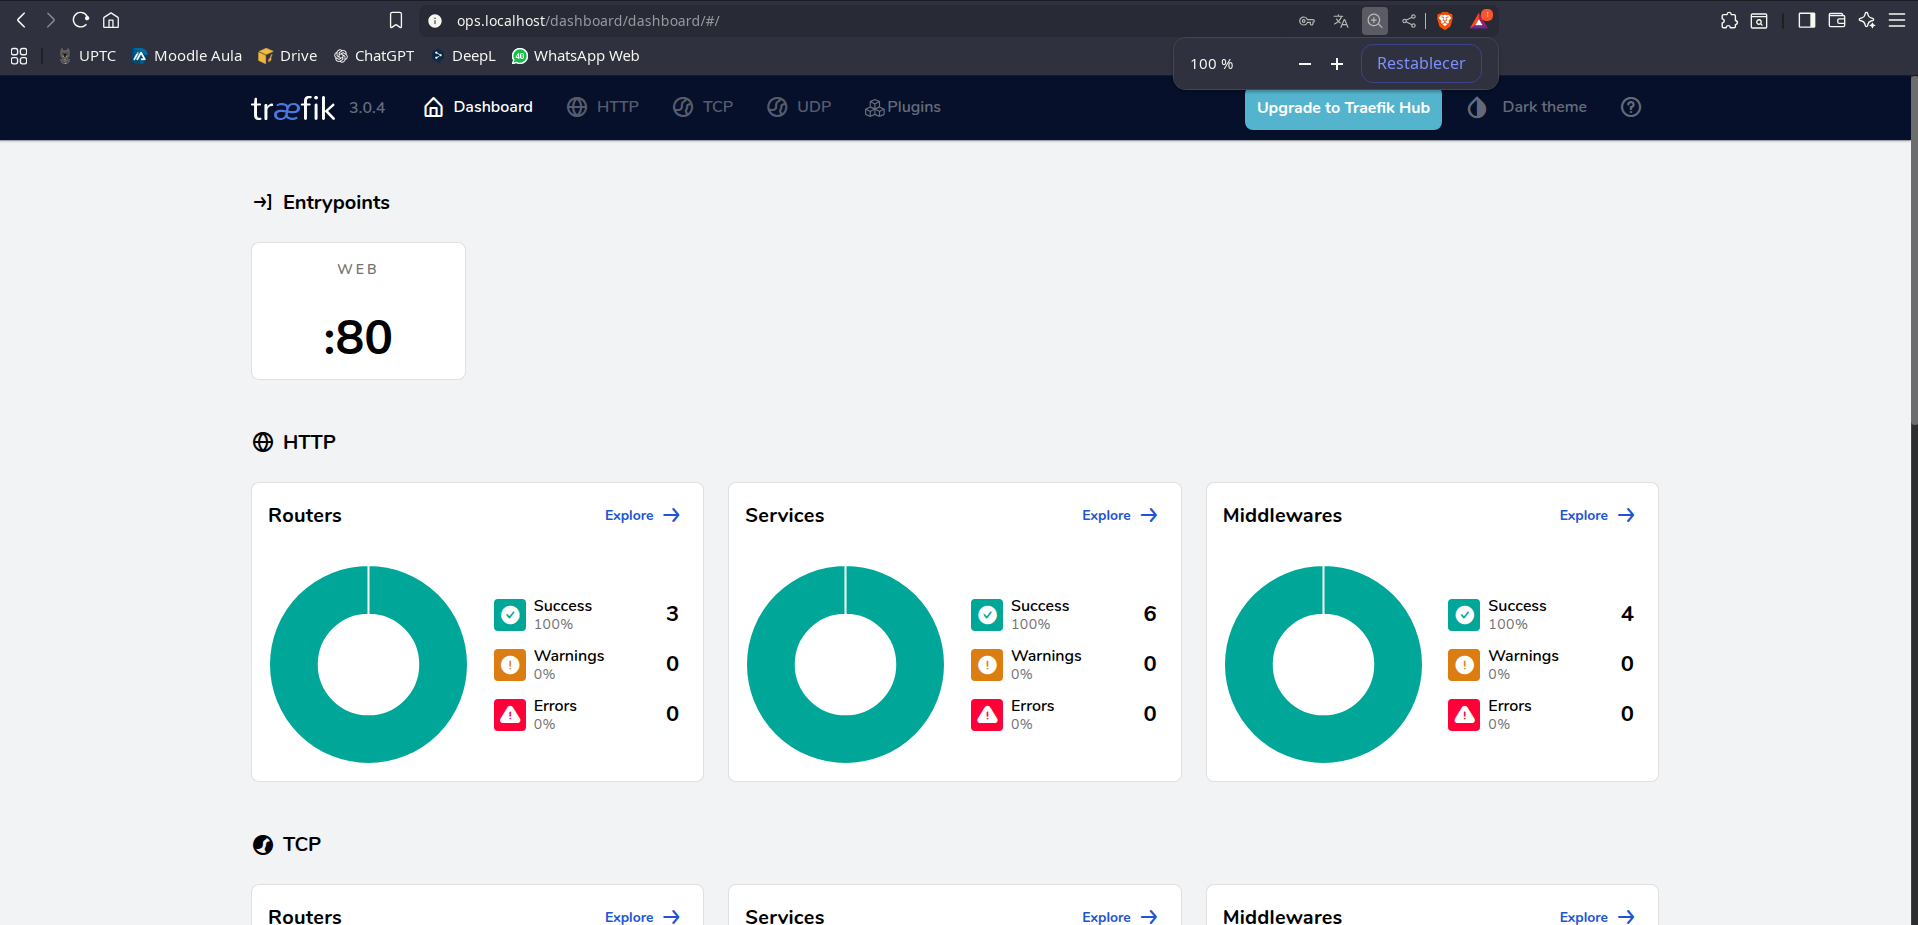 ops.localhost/dashboard/dashboard/#/
UPTC Moodle Aula Drive ChatGPT DeepL WhatsApp Web
100 % Restablecer
træfik 3.0.4 Dashboard HTTP TCP UDP Plugins Upgrade to Traefik Hub Dark theme
Entrypoints
WEB
:80
HTTP
Routers Explore
Success 3
100%
Warnings 0
0%
Errors 0
0%
Services Explore
Success 6
100%
Warnings 0
0%
Errors 0
0%
Middlewares Explore
Success 4
100%
Warnings 0
0%
Errors 0
0%
TCP
Routers Explore
Services Explore
Middlewares Explore